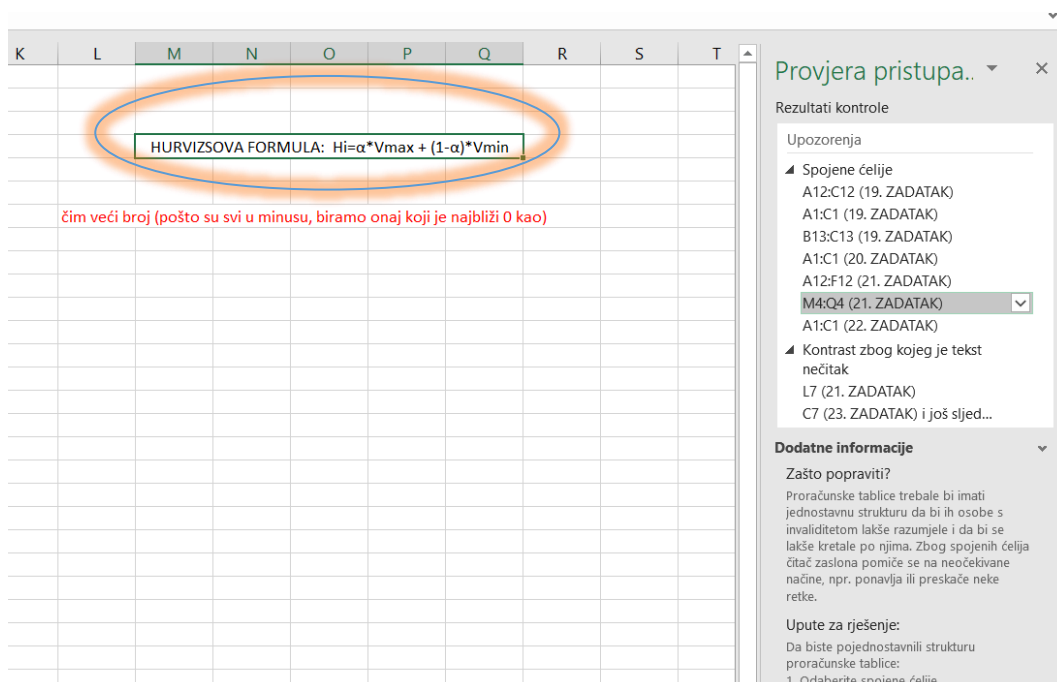 K L M N O P Q R S T
HURVIZSOVA FORMULA: Hi=α*Vmax + (1-α)*Vmin
čim veći broj (pošto su svi u minusu, biramo onaj koji je najbliži 0 kao)
Provjera pristupa..
Rezultati kontrole
Upozorenja
Spojene ćelije
A12:C12 (19. ZADATAK)
A1:C1 (19. ZADATAK)
B13:C13 (19. ZADATAK)
A1:C1 (20. ZADATAK)
A12:F12 (21. ZADATAK)
M4:Q4 (21. ZADATAK)
A1:C1 (22. ZADATAK)
Kontrast zbog kojeg je tekst
nečitak
L7 (21. ZADATAK)
C7 (23. ZADATAK) i još sljed...
Dodatne informacije
Zašto popraviti?
Proračunske tablice trebale bi imati
jednostavnu strukturu da bi ih osobe s
invaliditetom lakše razumjele i da bi se
lakše kretale po njima. Zbog spojenih ćelija
čitač zaslona pomiče se na neočekivane
načine, npr. ponavlja ili preskače neke
retke.
Upute za rješenje:
Da biste pojednostavnili strukturu
proračunske tablice:
1. Odaberite spojene ćelije